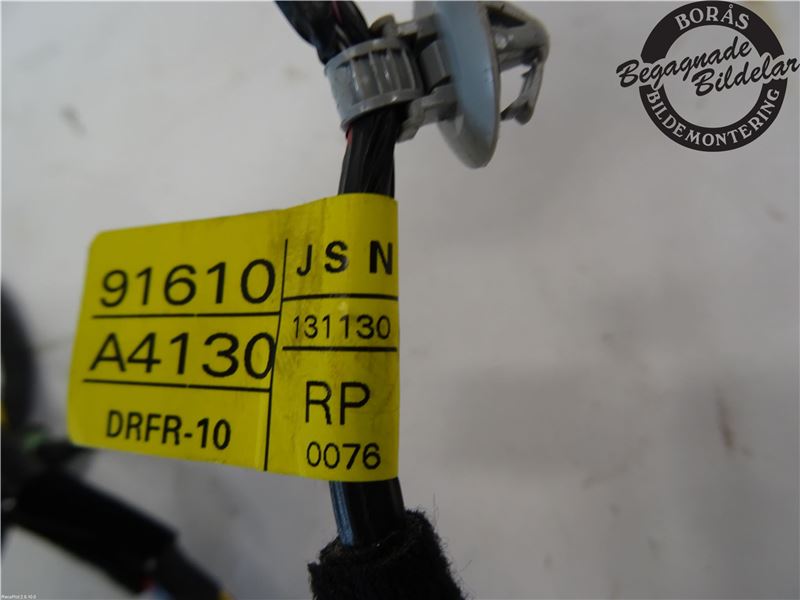 BORÅS
Begagnade
Bildelar
BILDEMONTERING
91610
A4130
DRFR-10
JSN
131130
RP
0076